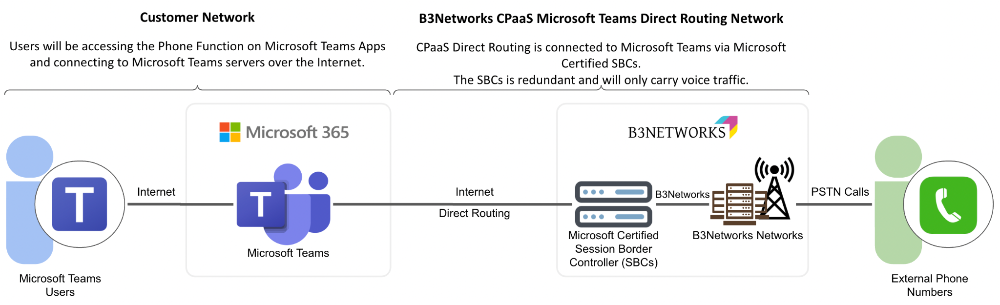 Customer Network
Users will be accessing the Phone Function on Microsoft Teams Apps
and connecting to Microsoft Teams servers over the Internet.
B3Networks CPaaS Microsoft Teams Direct Routing Network
CPaaS Direct Routing is connected to Microsoft Teams via Microsoft
Certified SBCs.
The SBCs is redundant and will only carry voice traffic.
Microsoft 365
B3NETWORKS
T
Internet
T
Internet
Direct Routing
B3Networks
PSTN Calls
Microsoft Teams
Microsoft Certified
Session Border
Controller (SBCs)
B3Networks Networks
Microsoft Teams
Users
External Phone
Numbers